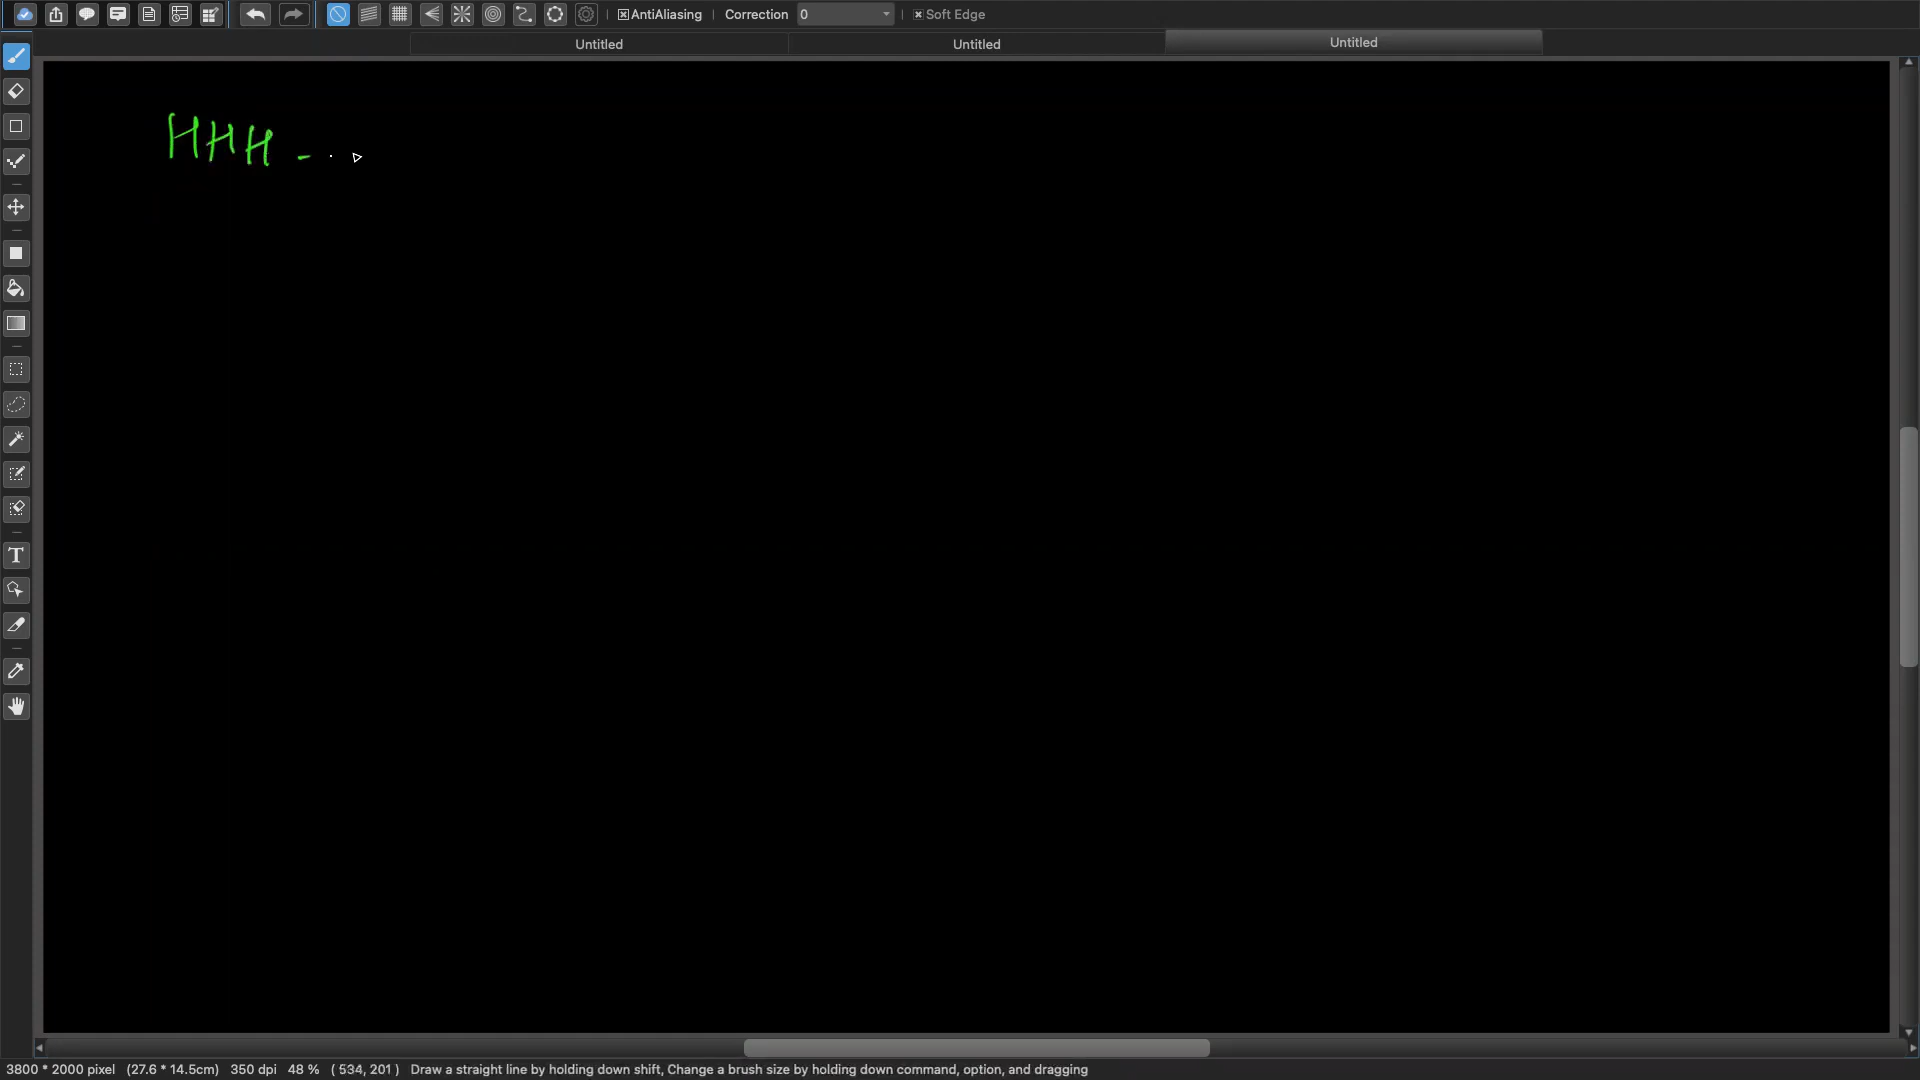 AntiAliasing Correction 0 Soft Edge
Untitled Untitled Untitled
HHH - .
T
3800 * 2000 pixel (27.6 * 14.5cm) 350 dpi 48 % ( 534, 201 ) Draw a straight line by holding down shift, Change a brush size by holding down command, option, and dragging